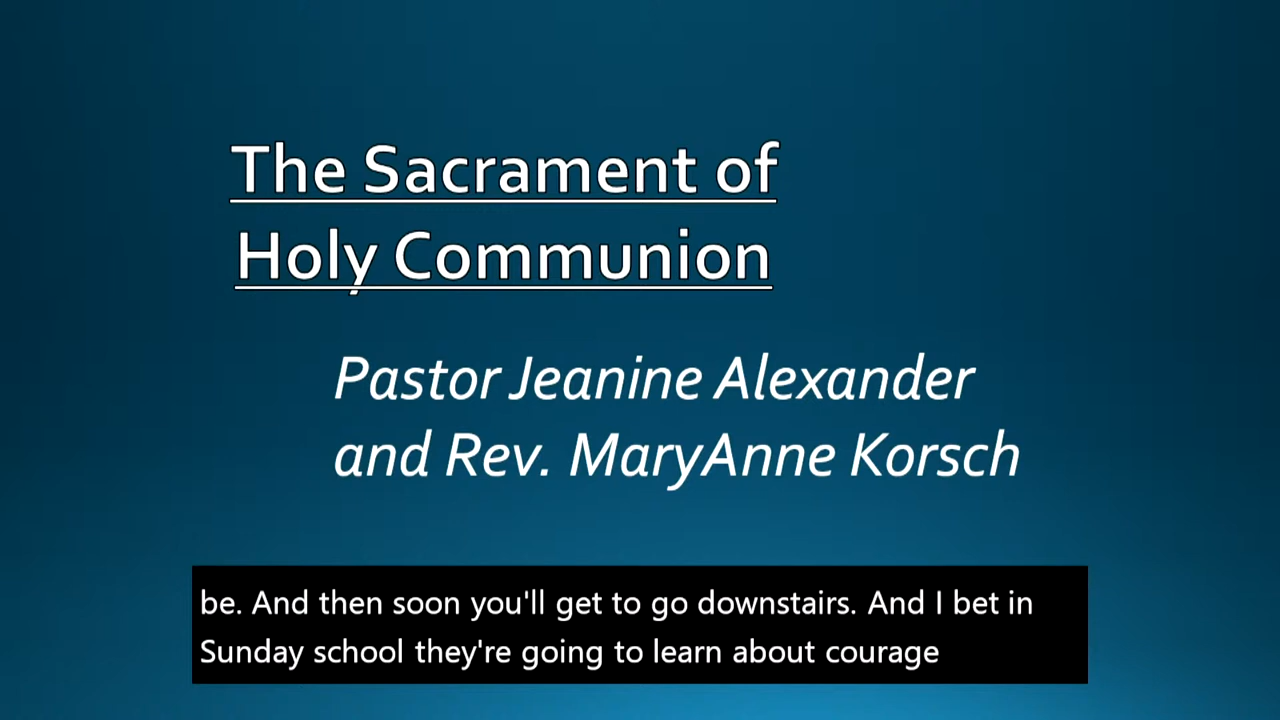 The Sacrament of
Holy Communion
Pastor Jeanine Alexander
and Rev. MaryAnne Korsch
be. And then soon you'll get to go downstairs. And I bet in
Sunday school they're going to learn about courage